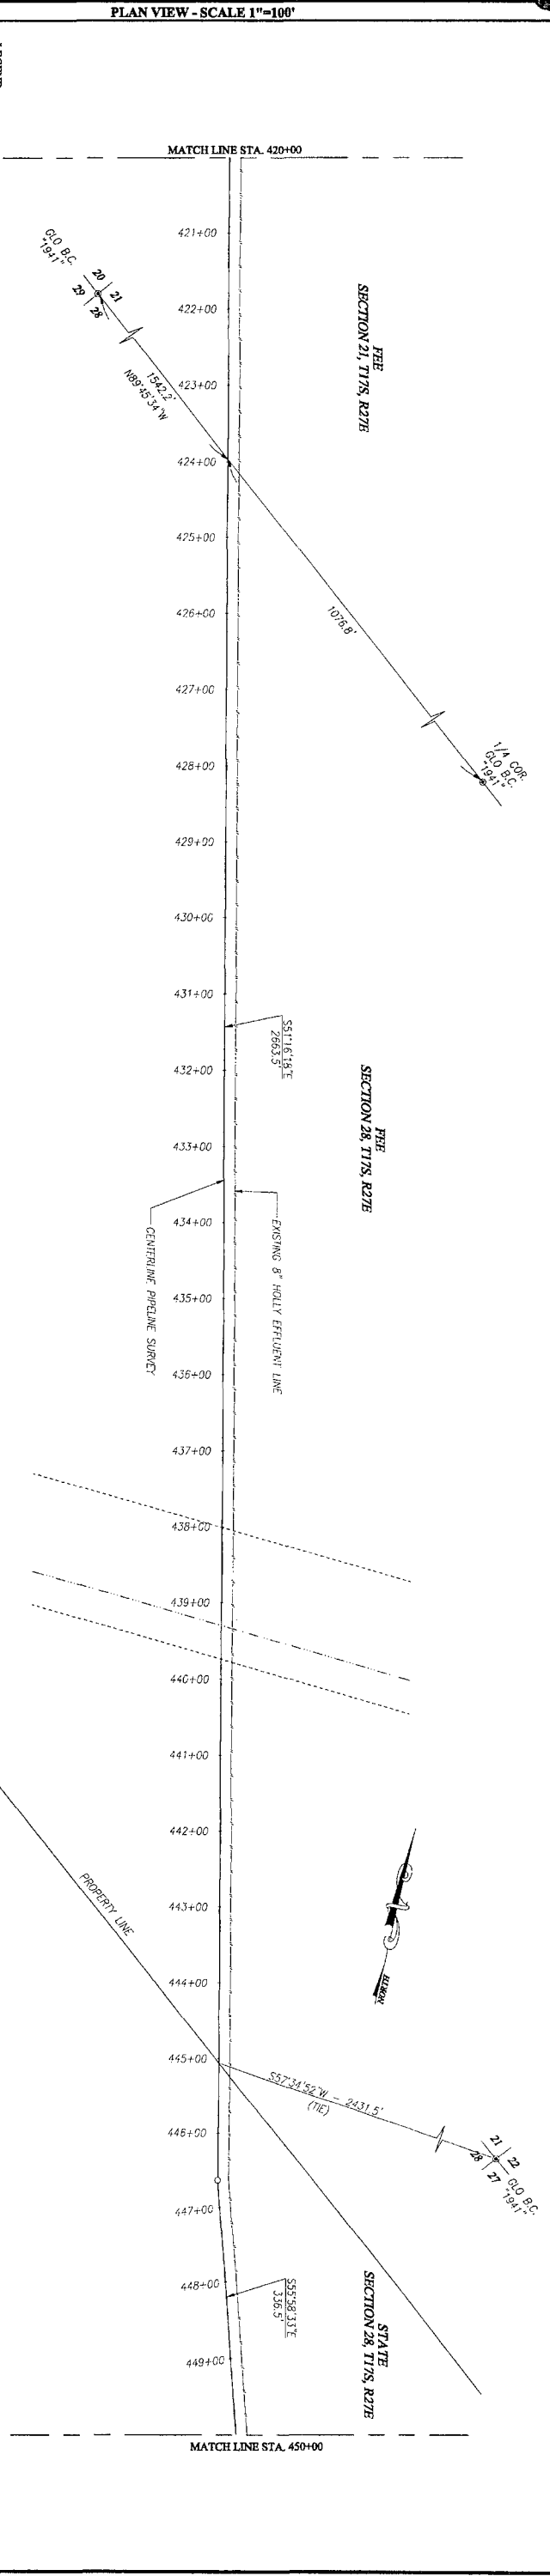 PLAN VIEW - SCALE 1"=100'
MATCH LINE STA. 420+00
421+00
GLO B.C.
"1941"
20
21
29
28
422+00
FEE
SECTION 21, T17S, R27E
423+00
1542.2'
N89°45'34"W
424+00
425+00
426+00
1076.8'
427+00
428+00
1/4 COR.
GLO B.C.
"1941"
429+00
430+00
431+00
S51°16'18"E
2663.5'
432+00
FEE
SECTION 28, T17S, R27E
433+00
434+00
EXISTING 8" HOLLY EFFLUENT LINE
CENTERLINE PIPELINE SURVEY
435+00
436+00
437+00
438+00
439+00
440+00
441+00
442+00
443+00
PROPERTY LINE
NORTH
444+00
445+00
S57°34'52"W - 2431.5'
(TIE)
446+00
21
22
28
27
GLO B.C.
"1941"
447+00
448+00
S55°58'33"E
336.5'
STATE
SECTION 28, T17S, R27E
449+00
MATCH LINE STA. 450+00